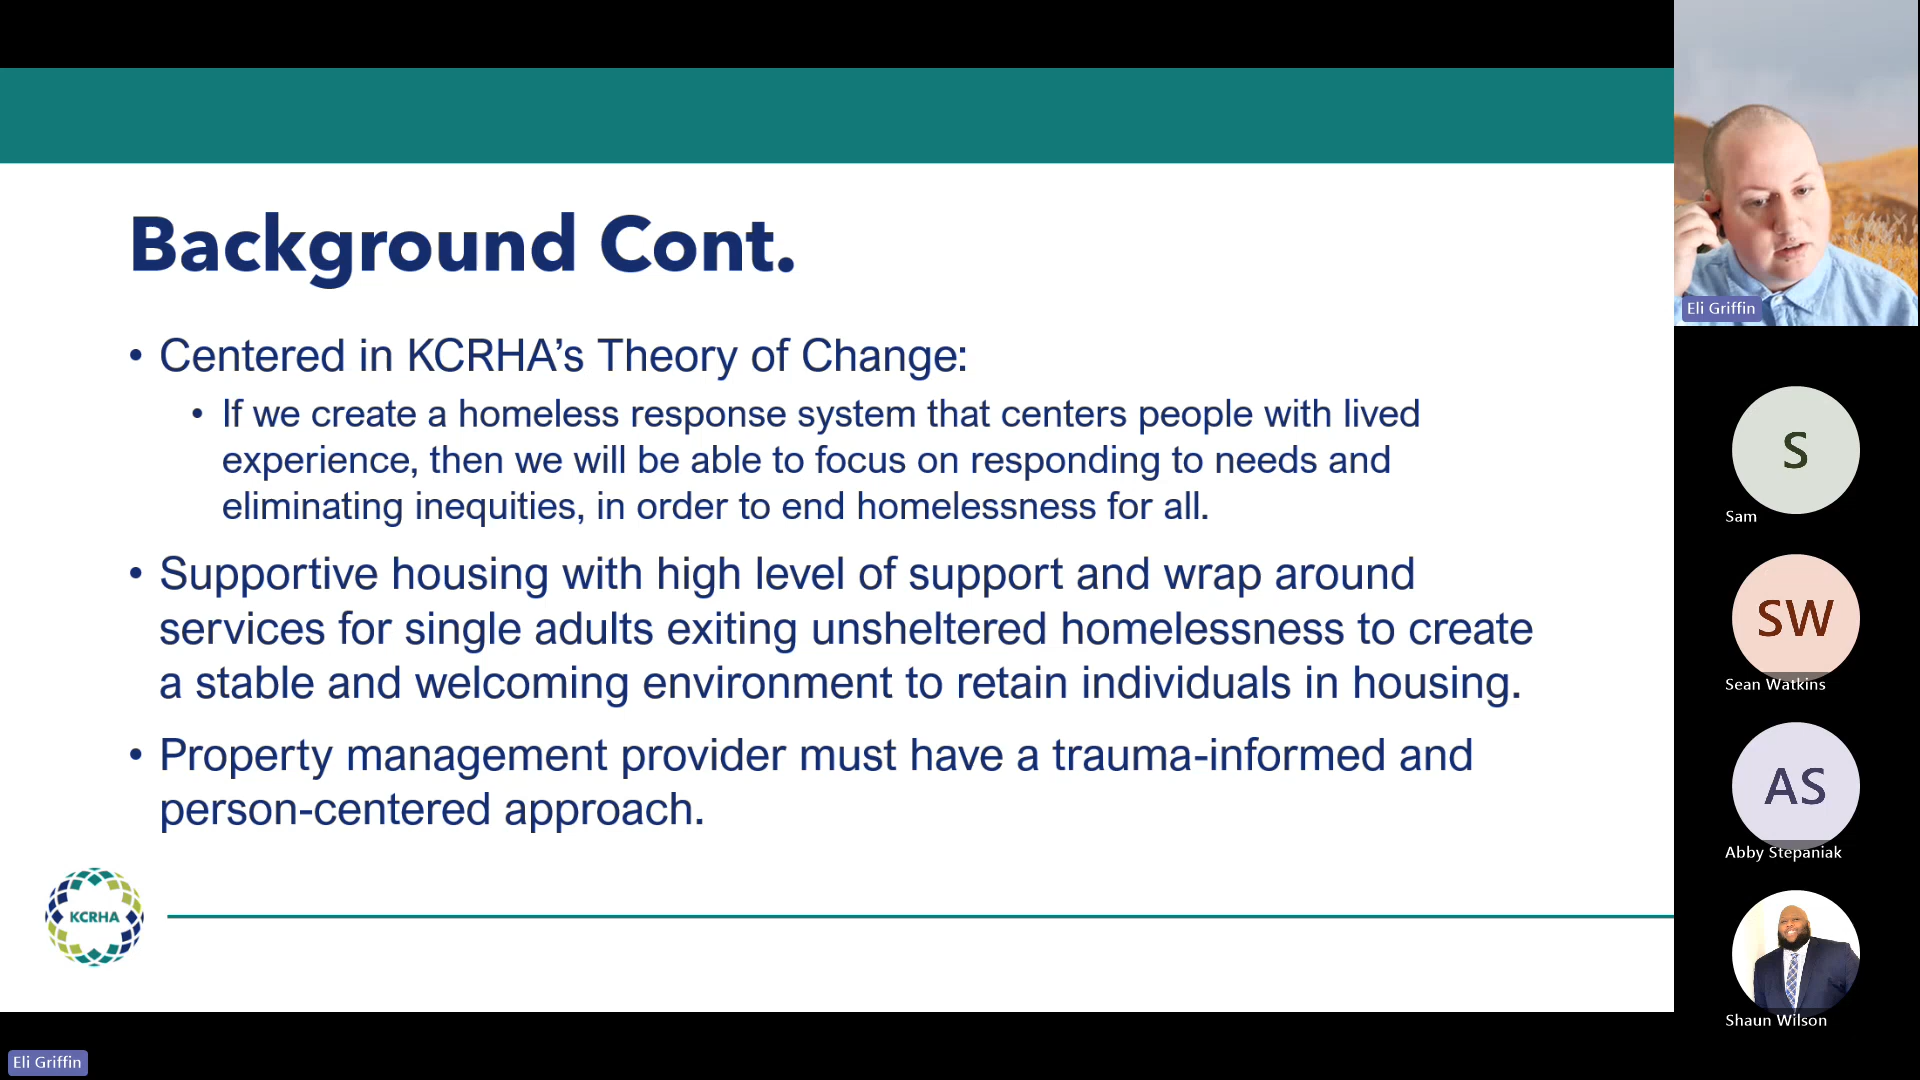 Background Cont.
• Centered in KCRHA’s Theory of Change:
• If we create a homeless response system that centers people with lived
experience, then we will be able to focus on responding to needs and
eliminating inequities, in order to end homelessness for all.
• Supportive housing with high level of support and wrap around
services for single adults exiting unsheltered homelessness to create
a stable and welcoming environment to retain individuals in housing.
• Property management provider must have a trauma-informed and
person-centered approach.
KCRHA
Eli Griffin
Eli Griffin
S
Sam
SW
Sean Watkins
AS
Abby Stepaniak
Shaun Wilson